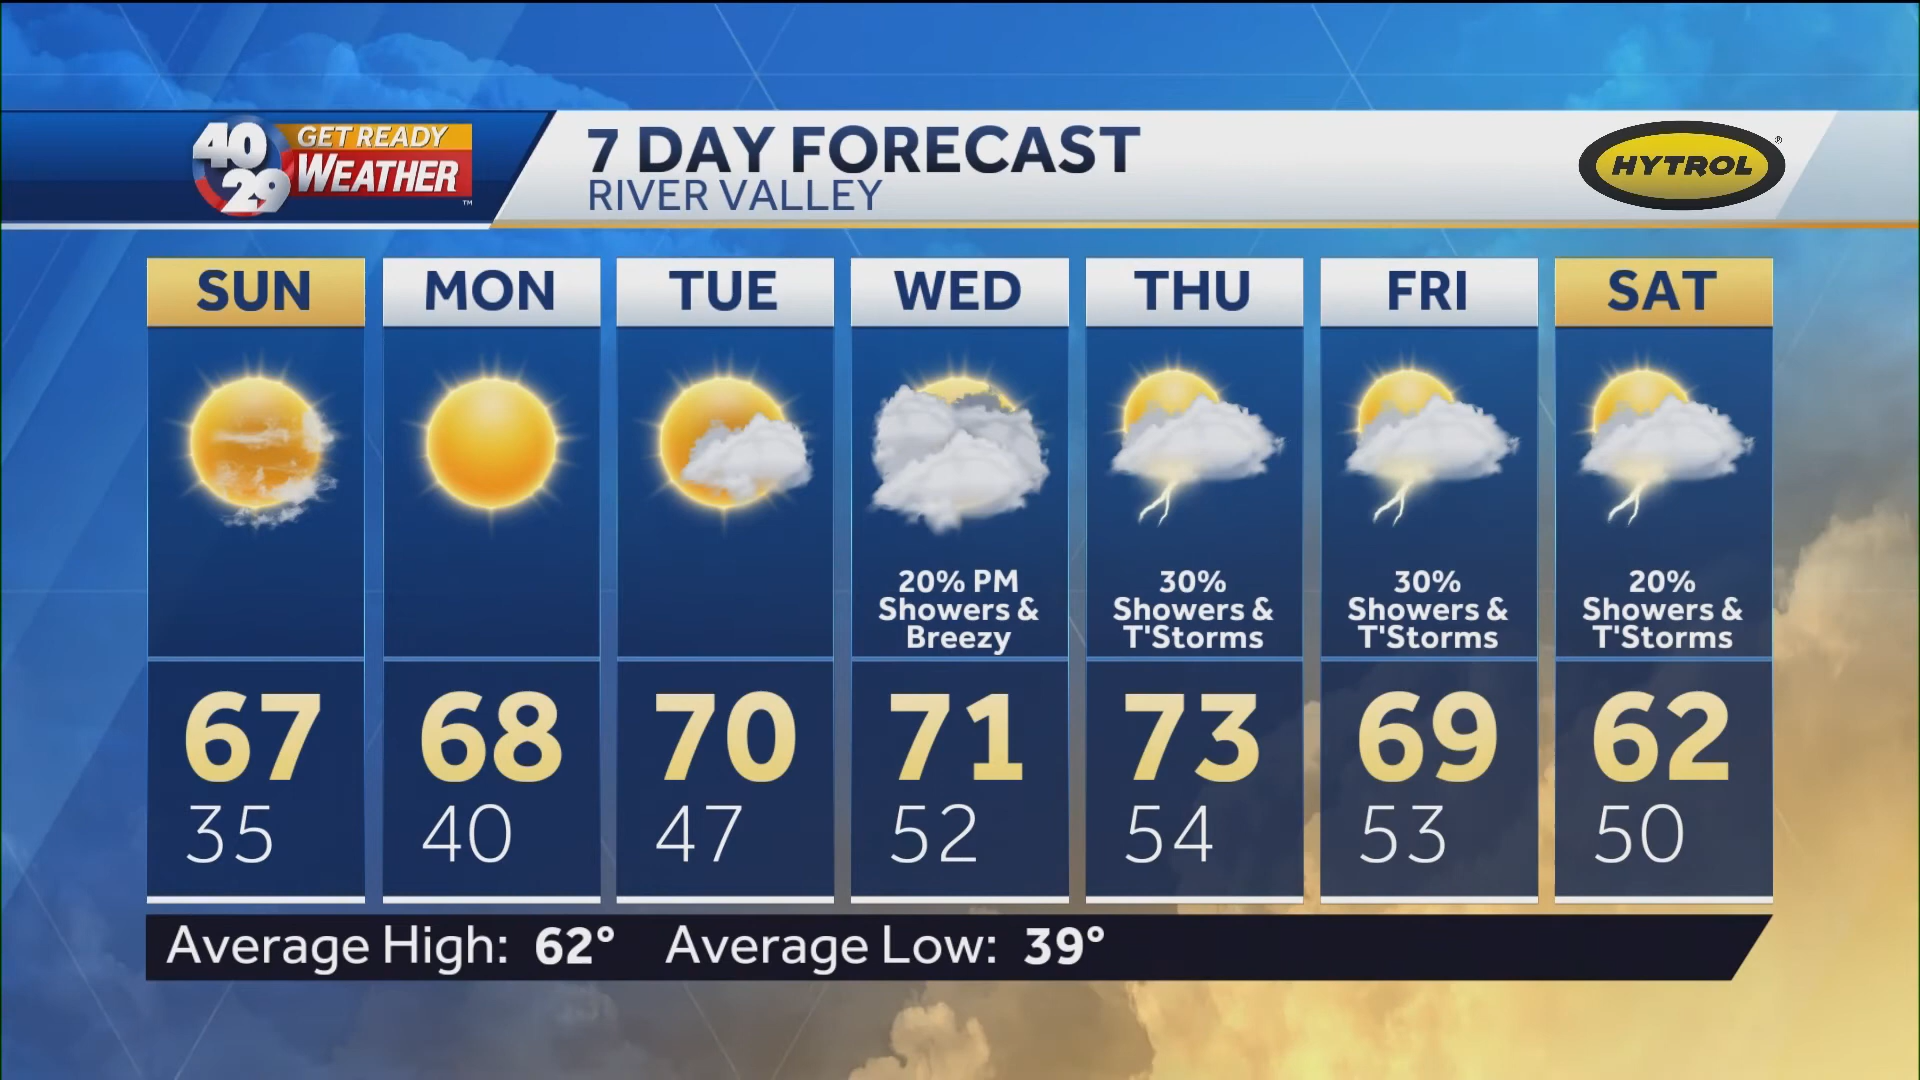 40
29
GET READY
WEATHER™
7 DAY FORECAST
RIVER VALLEY
HYTROL®
SUN
MON
TUE
WED
THU
FRI
SAT
20% PM
Showers &
Breezy
30%
Showers &
T'Storms
30%
Showers &
T'Storms
20%
Showers &
T'Storms
67
68
70
71
73
69
62
35
40
47
52
54
53
50
Average High: 62° Average Low: 39°